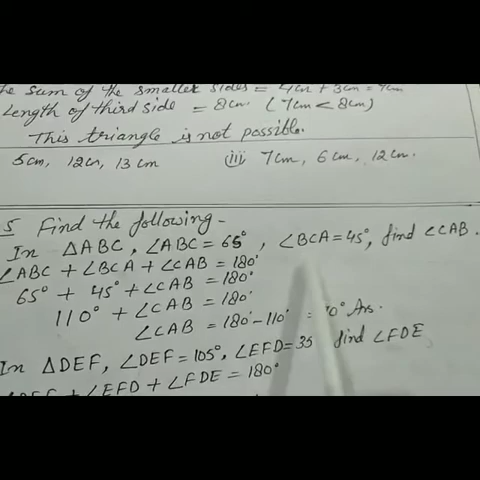 The Sum of the smaller sides = 4cm + 3cm = 7cm
Length of third side = 8cm. (7cm < 8cm)
This triangle is not possible.
5cm, 12cm, 13cm (iii) 7cm, 6cm, 12cm.
5 Find the following -
In ΔABC, ∠ABC = 65°, ∠BCA = 45°, find ∠CAB.
∠ABC + ∠BCA + ∠CAB = 180°
65° + 45° + ∠CAB = 180°
110° + ∠CAB = 180°
∠CAB = 180° - 110° = 70° Ans.
In ΔDEF, ∠DEF = 105°, ∠EFD = 35 find ∠FDE
∠DEF + ∠EFD + ∠FDE = 180°